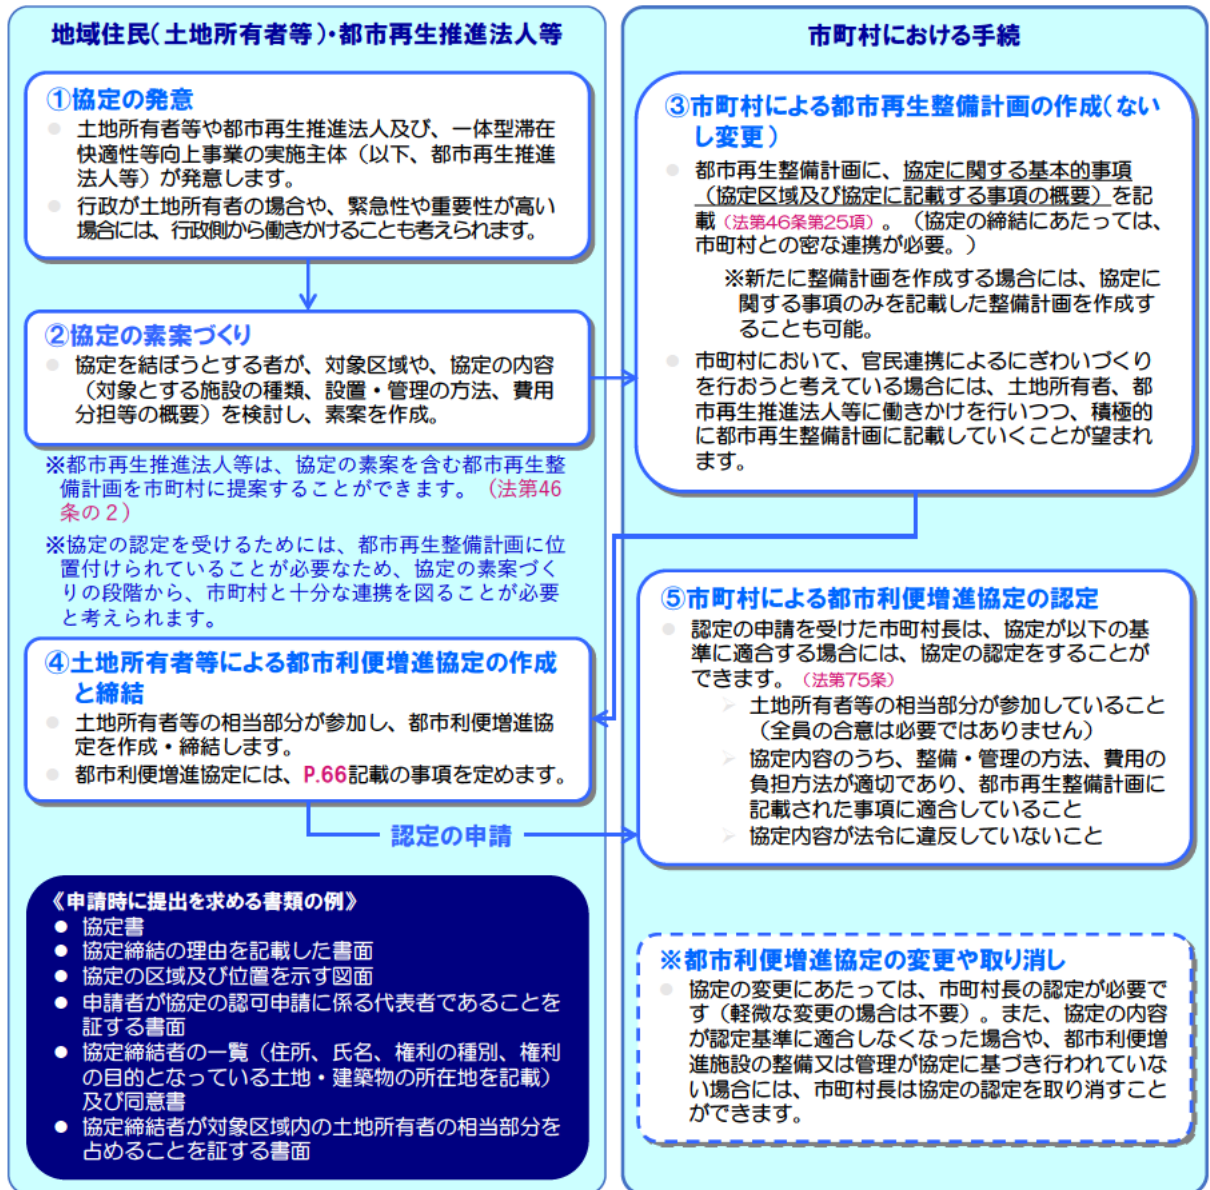 地域住民(土地所有者等)・都市再生推進法人等
①協定の発意
土地所有者等や都市再生推進法人及び、一体型滞在
快適性等向上事業の実施主体（以下、都市再生推進
法人等）が発意します。
行政が土地所有者の場合や、緊急性や重要性が高い
場合には、行政側から働きかけることも考えられます。
②協定の素案づくり
協定を結ぼうとする者が、対象区域や、協定の内容
（対象とする施設の種類、設置・管理の方法、費用
分担等の概要）を検討し、素案を作成。
※都市再生推進法人等は、協定の素案を含む都市再生整
備計画を市町村に提案することができます。（法第46
条の２）
※協定の認定を受けるためには、都市再生整備計画に位
置付けられていることが必要なため、協定の素案づく
りの段階から、市町村と十分な連携を図ることが必要
と考えられます。
④土地所有者等による都市利便増進協定の作成
と締結
土地所有者等の相当部分が参加し、都市利便増進協
定を作成・締結します。
都市利便増進協定には、P.66記載の事項を定めます。
認定の申請
《申請時に提出を求める書類の例》
● 協定書
● 協定締結の理由を記載した書面
● 協定の区域及び位置を示す図面
● 申請者が協定の認可申請に係る代表者であることを
証する書面
● 協定締結者の一覧（住所、氏名、権利の種別、権利
の目的となっている土地・建築物の所在地を記載）
及び同意書
● 協定締結者が対象区域内の土地所有者の相当部分を
占めることを証する書面
市町村における手続
③市町村による都市再生整備計画の作成(ない
し変更)
都市再生整備計画に、協定に関する基本的事項
（協定区域及び協定に記載する事項の概要）を記
載（法第46条第25項）。（協定の締結にあたっては、
市町村との密な連携が必要。）
※新たに整備計画を作成する場合には、協定に
関する事項のみを記載した整備計画を作成す
ることも可能。
市町村において、官民連携によるにぎわいづくり
を行おうと考えている場合には、土地所有者、都
市再生推進法人等に働きかけを行いつつ、積極的
に都市再生整備計画に記載していくことが望まれ
ます。
⑤市町村による都市利便増進協定の認定
認定の申請を受けた市町村長は、協定が以下の基
準に適合する場合には、協定の認定をすることが
できます。（法第75条）
土地所有者等の相当部分が参加していること
（全員の合意は必要ではありません）
協定内容のうち、整備・管理の方法、費用の
負担方法が適切であり、都市再生整備計画に
記載された事項に適合していること
協定内容が法令に違反していないこと
※都市利便増進協定の変更や取り消し
協定の変更にあたっては、市町村長の認定が必要で
す（軽微な変更の場合は不要）。また、協定の内容
が認定基準に適合しなくなった場合や、都市利便増
進施設の整備又は管理が協定に基づき行われていな
い場合には、市町村長は協定の認定を取り消すこと
ができます。